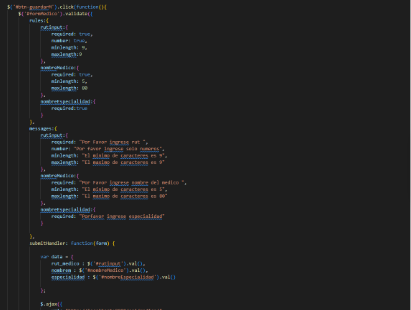 $('#btn-guardar').click(function(){
$('#formMedico').validate({
rules:{
rutinput:{
required: true,
number: true,
minlength: 9,
maxlength:9
},
nombreMedico:{
required: true,
minlength: 3,
maxlength: 80
},
nombreEspecialidad:{
required:true
}
},
messages:{
rutinput:{
required: "Por Favor ingrese rut ",
number: "Por Favor ingrese solo numeros",
minlength: "El minimo de caracteres es 9",
maxlength: "El maximo de caracteres es 9"
},
nombreMedico:{
required: "Por Favor ingrese nombre del medico ",
minlength: "El minimo de caracteres es 3",
maxlength: "El maximo de caracteres es 80"
},
nombreEspecialidad:{
required: "Porfavor ingrese especialidad"
}
},
submitHandler: function(form) {
var data = {
rut_medico : $('#rutinput').val(),
nombrem : $('#nombreMedico').val(),
especialidad : $('#nombreEspecialidad').val()
};
$.ajax({